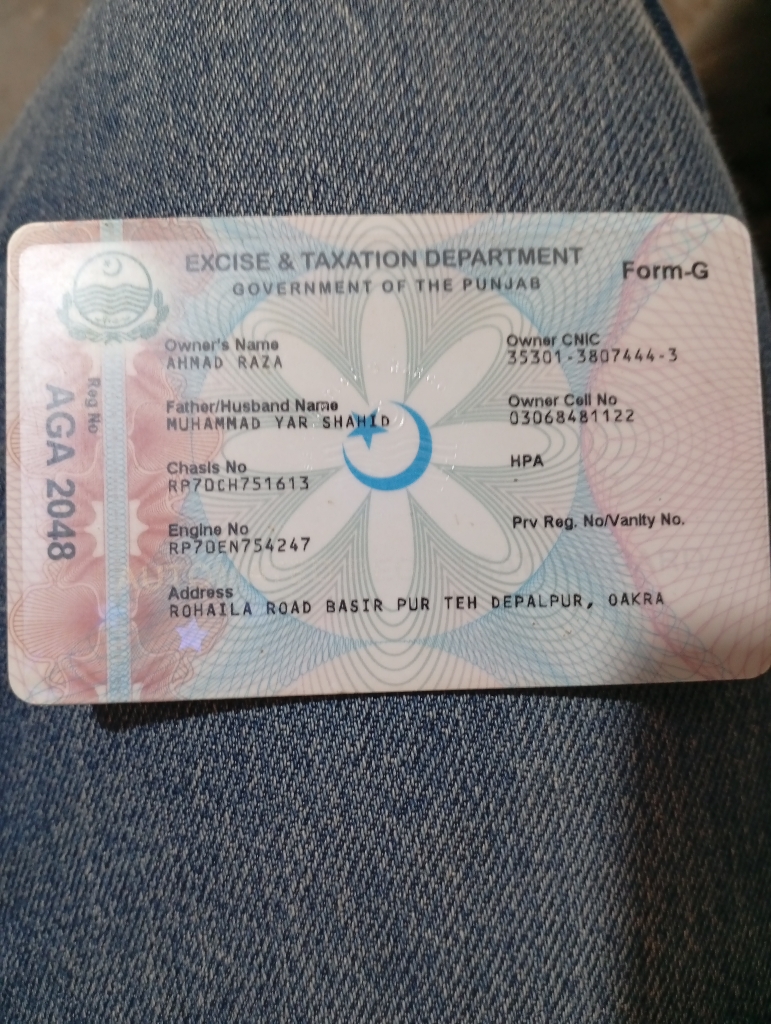 EXCISE & TAXATION DEPARTMENT
GOVERNMENT OF THE PUNJAB
Form-G
Reg No
AGA 2048
Owner's Name
AHMAD RAZA
Owner CNIC
35301-3807444-3
Father/Husband Name
MUHAMMAD YAR SHAHID
Owner Cell No
03068481122
Chasis No
RP7DCH751613
HPA
Engine No
RP7DEN754247
Prv Reg. No/Vanity No.
Address
ROHAILA ROAD BASIR PUR TEH DEPALPUR, OAKRA